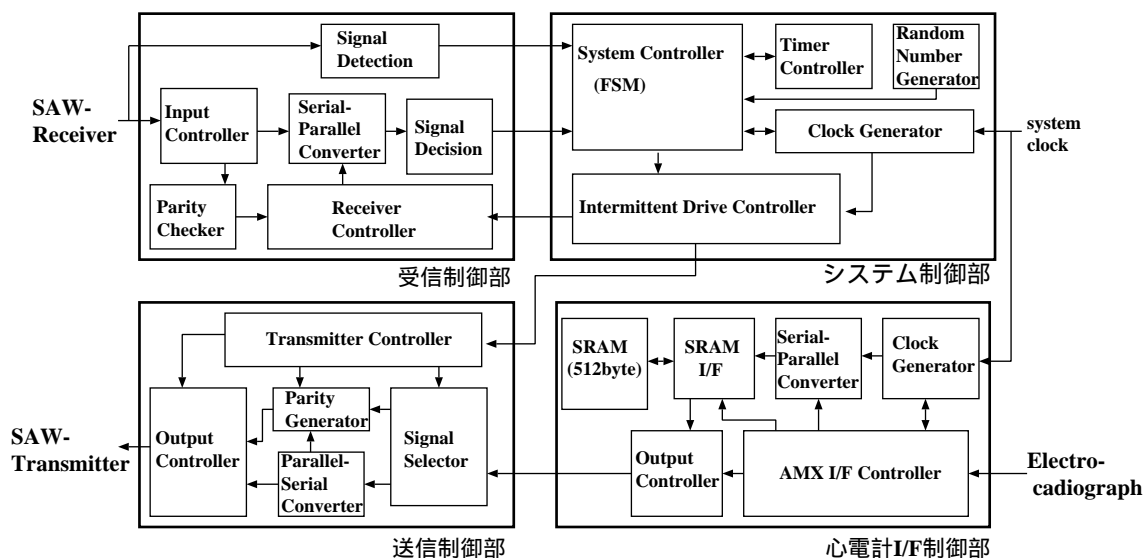 Signal
Detection
System Controller
(FSM)
Timer
Controller
Random
Number
Generator
SAW-
Receiver
Input
Controller
Serial-
Parallel
Converter
Signal
Decision
Clock Generator
system
clock
Parity
Checker
Receiver
Controller
Intermittent Drive Controller
受信制御部
システム制御部
Transmitter Controller
SRAM
(512byte)
SRAM
I/F
Serial-
Parallel
Converter
Clock
Generator
SAW-
Transmitter
Output
Controller
Parity
Generator
Parallel-
Serial
Converter
Signal
Selector
Output
Controller
AMX I/F Controller
Electro-
cadiograph
送信制御部
心電計I/F制御部